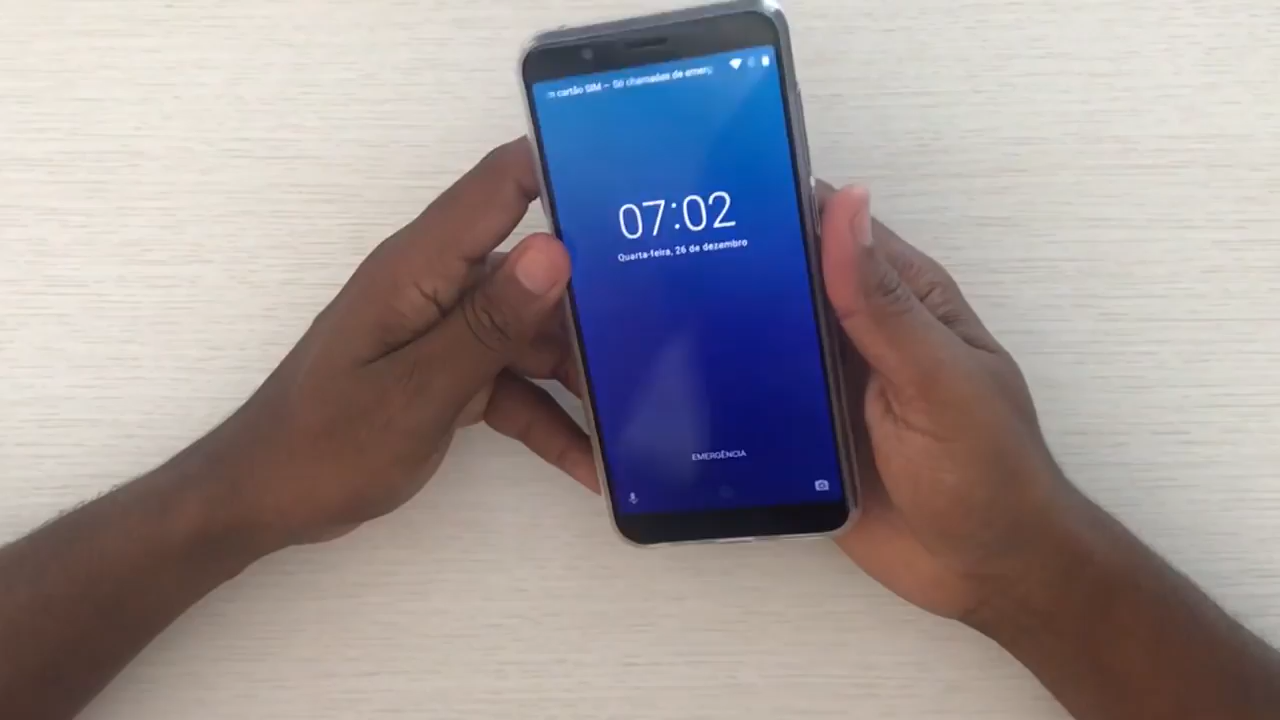 cartão SIM – Só chamadas de emerg
07:02
Quarta-feira, 26 de dezembro
EMERGÊNCIA